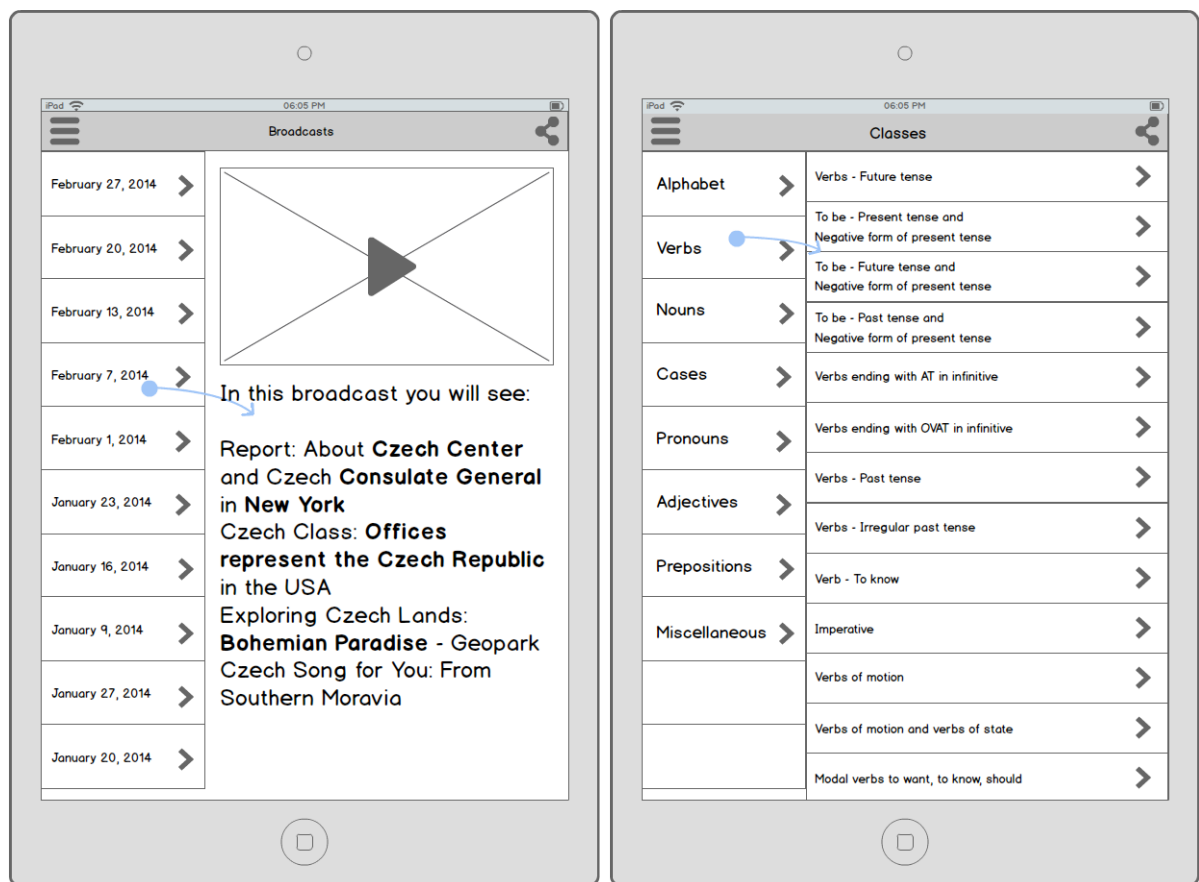 iPad
06:05 PM
Broadcasts
February 27, 2014
February 20, 2014
February 13, 2014
February 7, 2014
February 1, 2014
January 23, 2014
January 16, 2014
January 9, 2014
January 27, 2014
January 20, 2014
In this broadcast you will see:
Report: About Czech Center
and Czech Consulate General
in New York
Czech Class: Offices
represent the Czech Republic
in the USA
Exploring Czech Lands:
Bohemian Paradise - Geopark
Czech Song for You: From
Southern Moravia
iPad
06:05 PM
Classes
Alphabet
Verbs
Nouns
Cases
Pronouns
Adjectives
Prepositions
Miscellaneous
Verbs - Future tense
To be - Present tense and
Negative form of present tense
To be - Future tense and
Negative form of present tense
To be - Past tense and
Negative form of present tense
Verbs ending with AT in infinitive
Verbs ending with OVAT in infinitive
Verbs - Past tense
Verbs - Irregular past tense
Verb - To know
Imperative
Verbs of motion
Verbs of motion and verbs of state
Modal verbs to want, to know, should